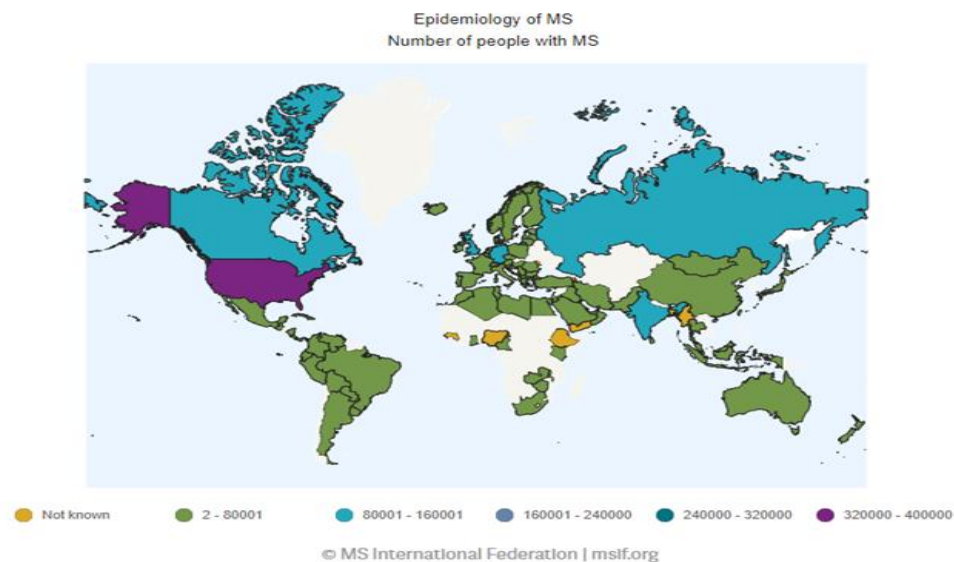 Epidemiology of MS
Number of people with MS
Not known
2 - 80001
80001 - 160001
160001 - 240000
240000 - 320000
320000 - 400000
© MS International Federation | msif.org